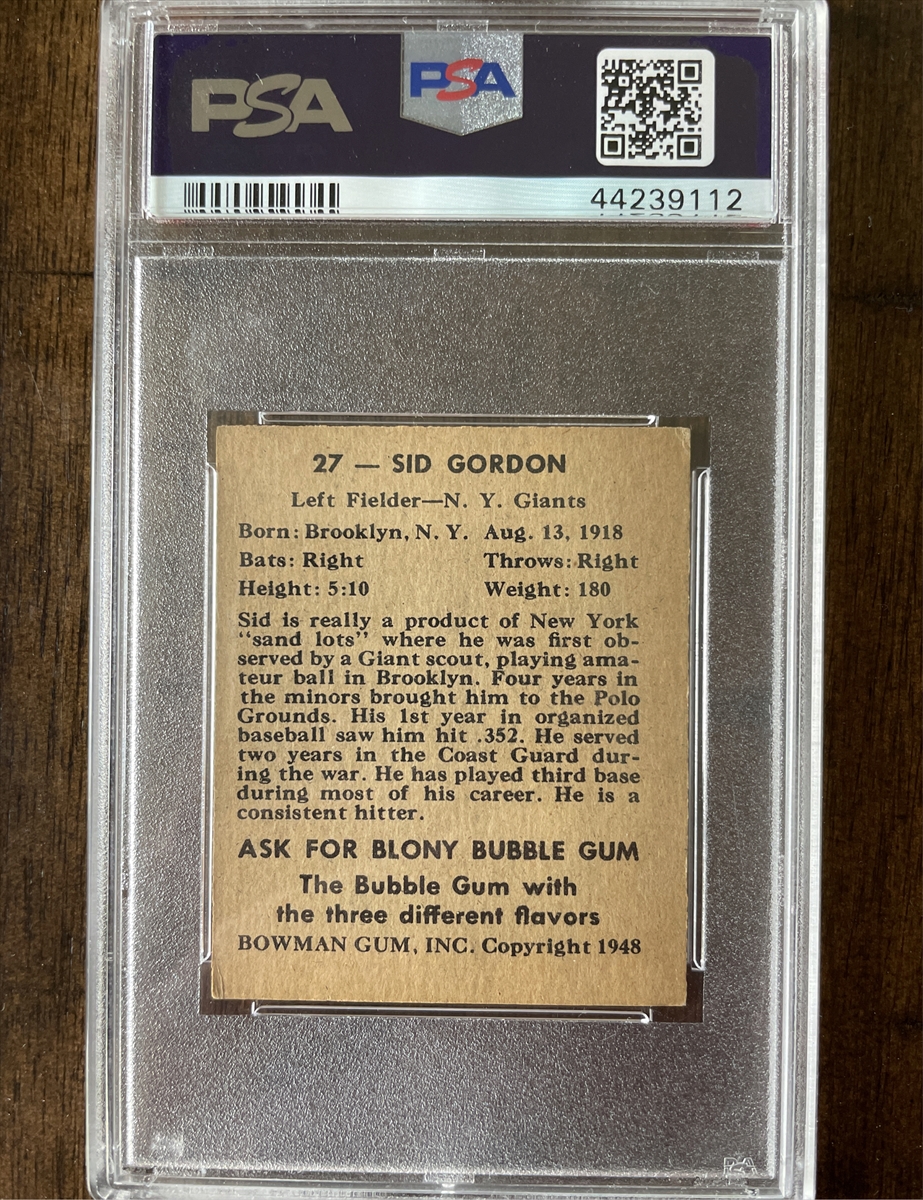 PSA
PSA
44239112
27 — SID GORDON
Left Fielder—N. Y. Giants
Born: Brooklyn, N. Y. Aug. 13, 1918
Bats: Right Throws: Right
Height: 5:10 Weight: 180
Sid is really a product of New York
"sand lots" where he was first ob-
served by a Giant scout, playing ama-
teur ball in Brooklyn. Four years in
the minors brought him to the Polo
Grounds. His 1st year in organized
baseball saw him hit .352. He served
two years in the Coast Guard dur-
ing the war. He has played third base
during most of his career. He is a
consistent hitter.
ASK FOR BLONY BUBBLE GUM
The Bubble Gum with
the three different flavors
BOWMAN GUM, INC. Copyright 1948
PSA